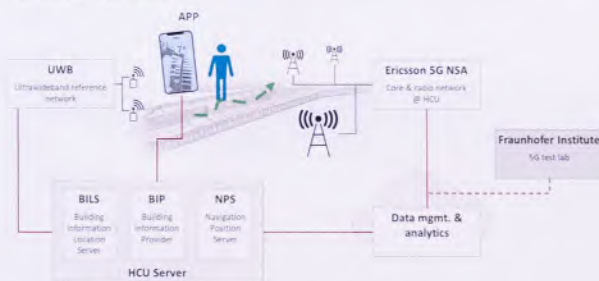 APP
UWB
Ultrawideband reference
network
Ericsson 5G NSA
Core & radio network
@ HCU
Fraunhofer Institute
5G test lab
BILS
Building
Information
Location
Server
BIP
Building
Information
Provider
NPS
Navigation
Position
Server
HCU Server
Data mgmt. &
analytics